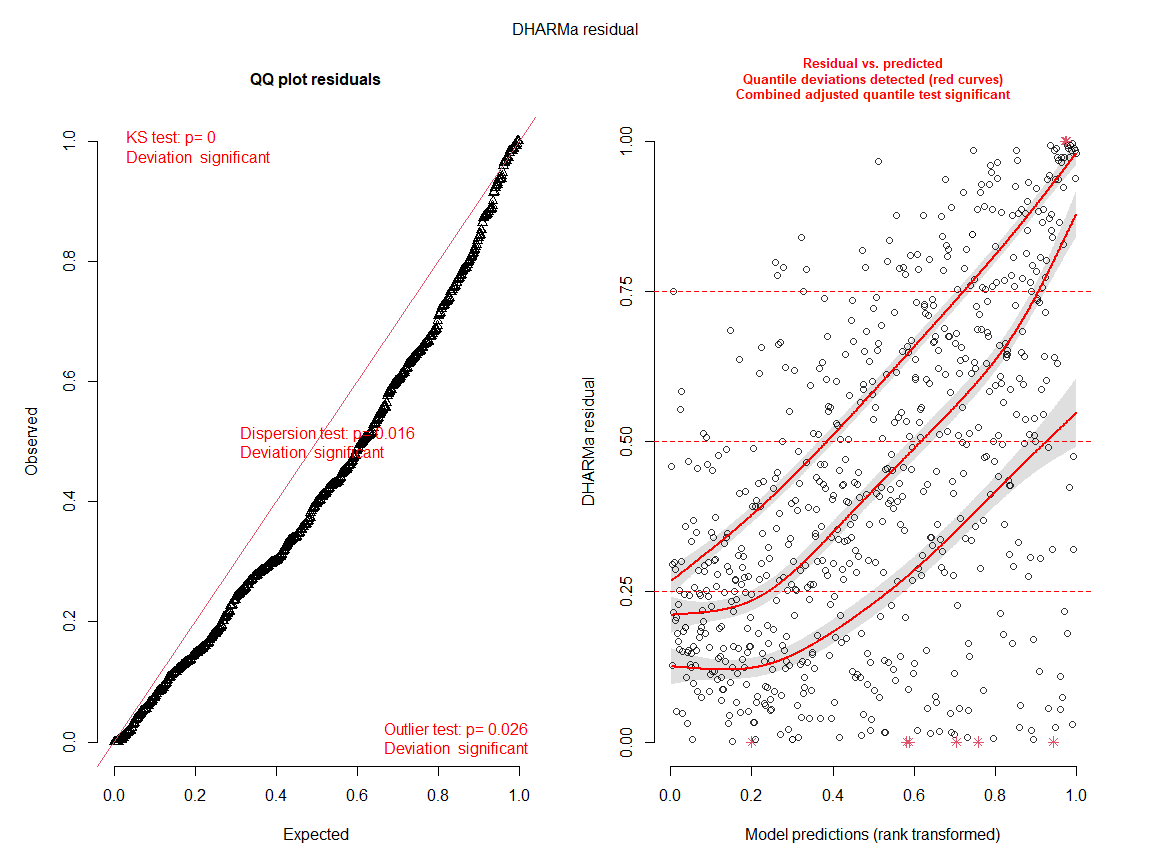 DHARMa residual
QQ plot residuals
KS test: p= 0
Deviation significant
Dispersion test: p= 0.016
Deviation significant
Outlier test: p= 0.026
Deviation significant
Observed
0.0
0.2
0.4
0.6
0.8
1.0
0.0 0.2 0.4 0.6 0.8 1.0
Expected
Residual vs. predicted
Quantile deviations detected (red curves)
Combined adjusted quantile test significant
DHARMa residual
0.00
0.25
0.50
0.75
1.00
0.0 0.2 0.4 0.6 0.8 1.0
Model predictions (rank transformed)